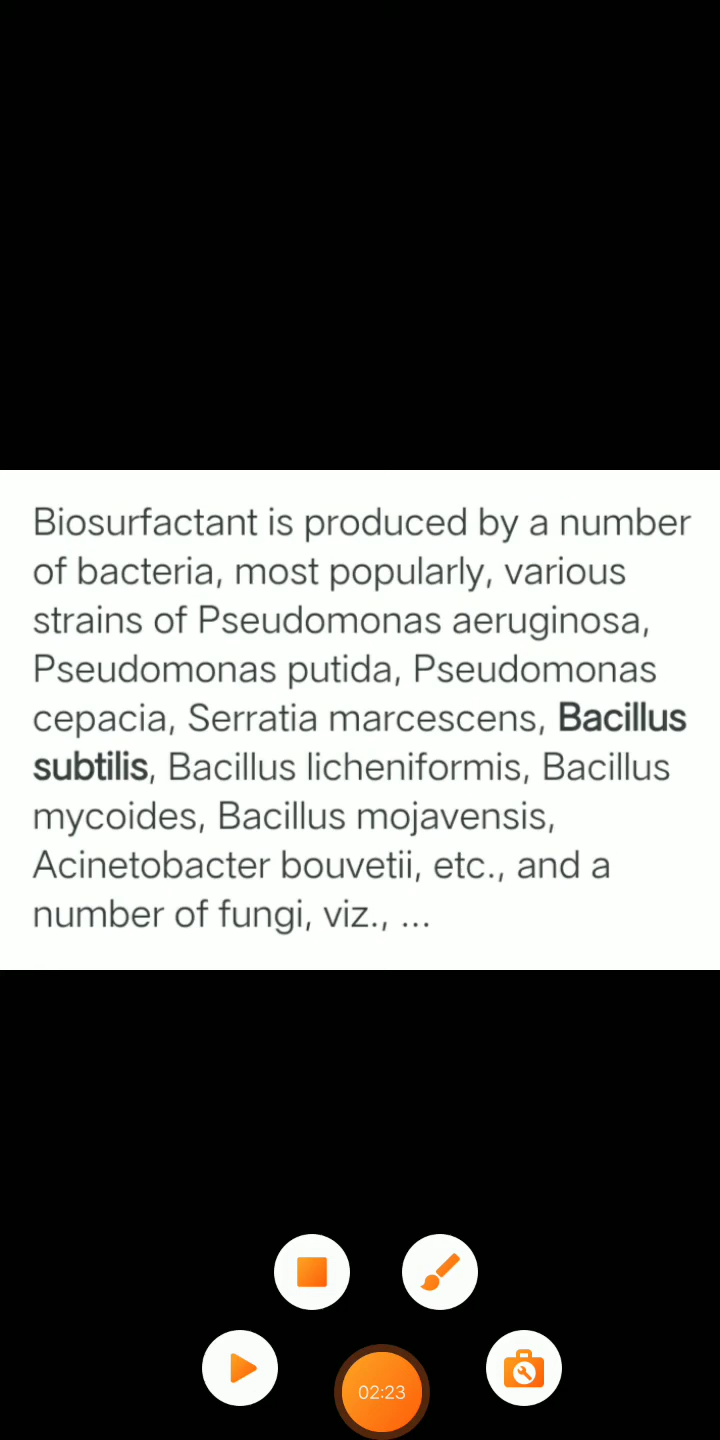 Biosurfactant is produced by a number
of bacteria, most popularly, various
strains of Pseudomonas aeruginosa,
Pseudomonas putida, Pseudomonas
cepacia, Serratia marcescens, Bacillus
subtilis, Bacillus licheniformis, Bacillus
mycoides, Bacillus mojavensis,
Acinetobacter bouvetii, etc., and a
number of fungi, viz., ...
02:23